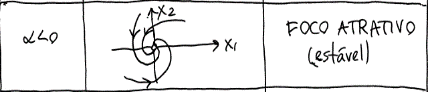 α<0
x₂
x₁
FOCO ATRATIVO
(estável)